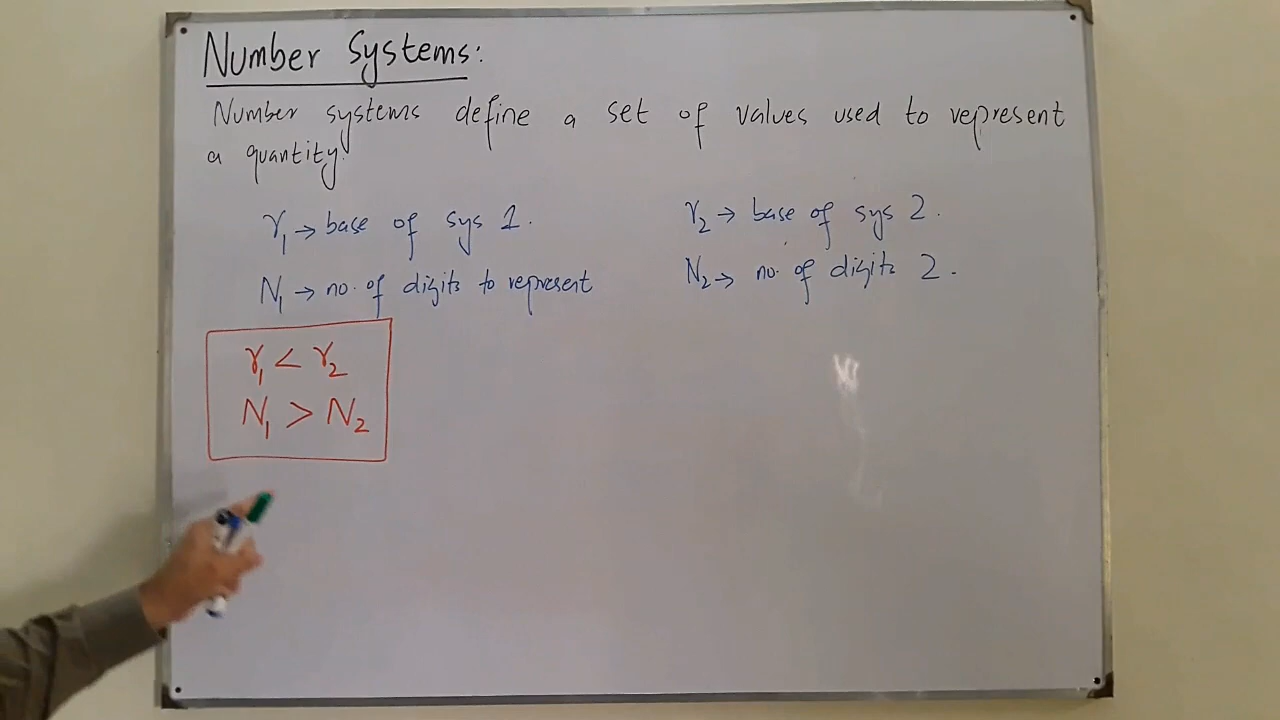 Number Systems:
Number systems define a set of values used to represent
a quantity.
r₁ → base of sys 1.
r₂ → base of sys 2.
N₁ → no. of digits to represent
N₂ → no. of digits 2.
r₁ < r₂
N₁ > N₂